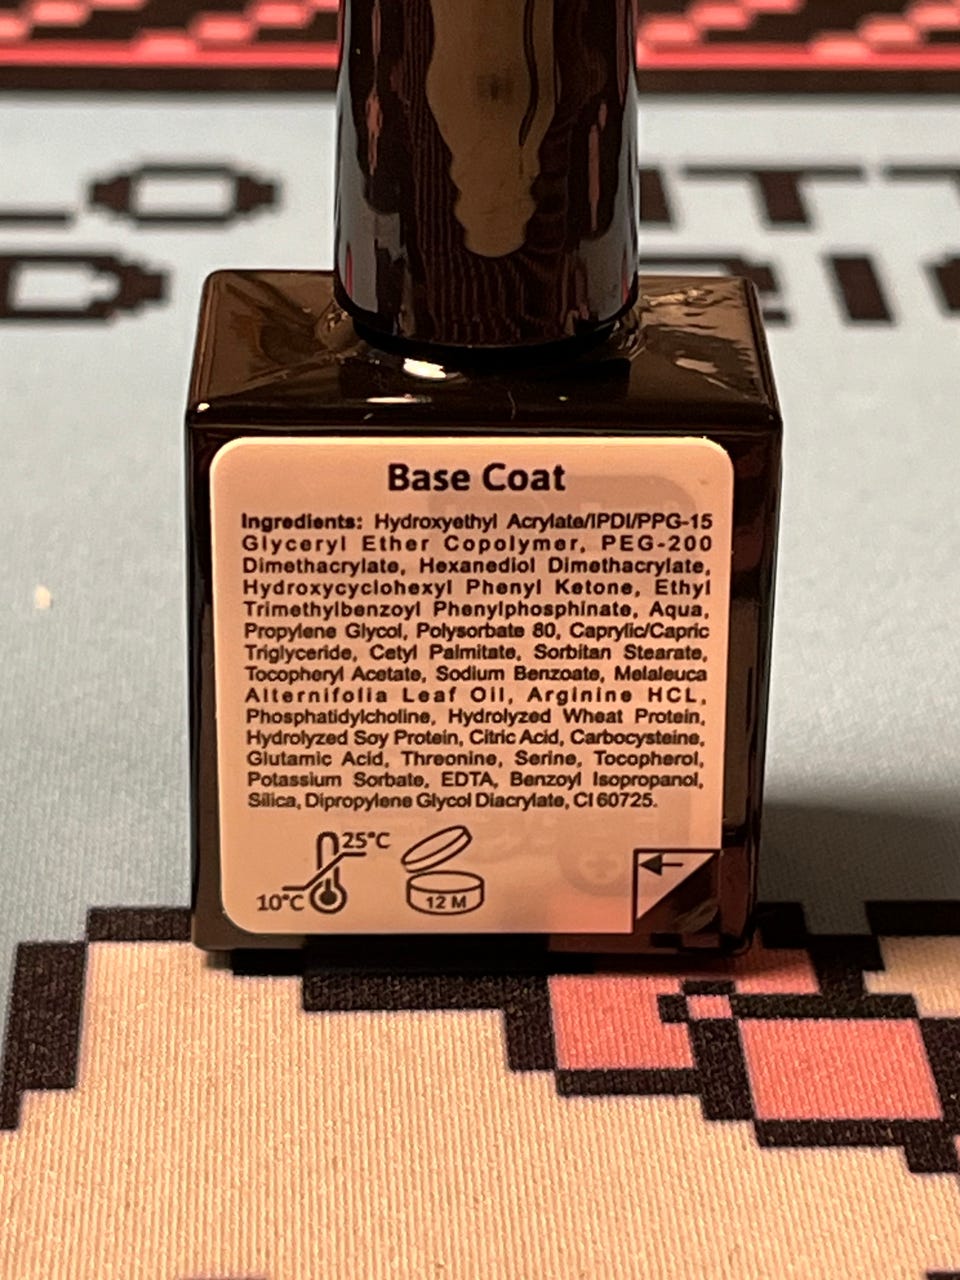 Base Coat
Ingredients: Hydroxyethyl Acrylate/IPDI/PPG-15
Glyceryl Ether Copolymer, PEG-200
Dimethacrylate, Hexanediol Dimethacrylate,
Hydroxycyclohexyl Phenyl Ketone, Ethyl
Trimethylbenzoyl Phenylphosphinate, Aqua,
Propylene Glycol, Polysorbate 80, Caprylic/Capric
Triglyceride, Cetyl Palmitate, Sorbitan Stearate,
Tocopheryl Acetate, Sodium Benzoate, Melaleuca
Alternifolia Leaf Oil, Arginine HCL,
Phosphatidylcholine, Hydrolyzed Wheat Protein,
Hydrolyzed Soy Protein, Citric Acid, Carbocysteine,
Glutamic Acid, Threonine, Serine, Tocopherol,
Potassium Sorbate, EDTA, Benzoyl Isopropanol,
Silica, Dipropylene Glycol Diacrylate, CI 60725.
25°C
10°C
12 M